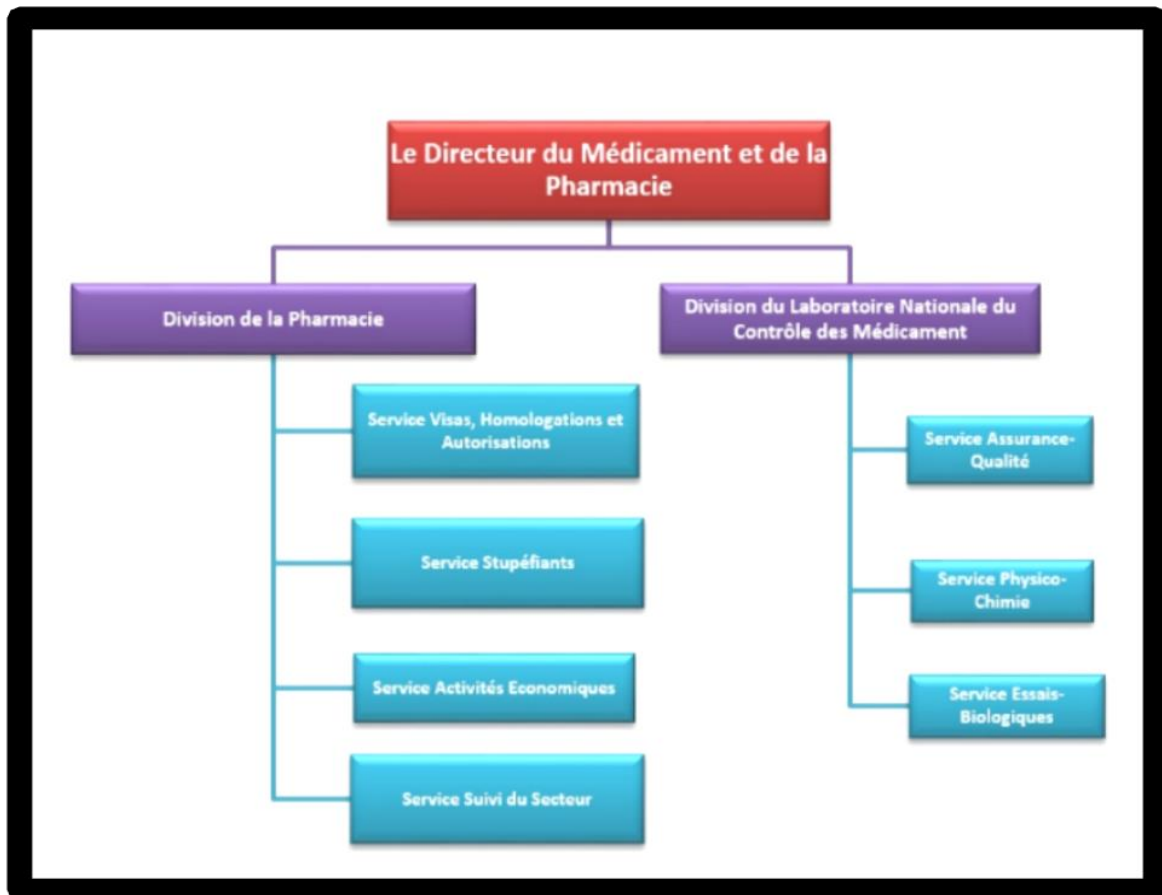 Le Directeur du Médicament et de la
Pharmacie
Division de la Pharmacie
Division du Laboratoire Nationale du
Contrôle des Médicament
Service Visas, Homologations et
Autorisations
Service Stupéfiants
Service Activités Economiques
Service Suivi du Secteur
Service Assurance-
Qualité
Service Physico-
Chimie
Service Essais-
Biologiques